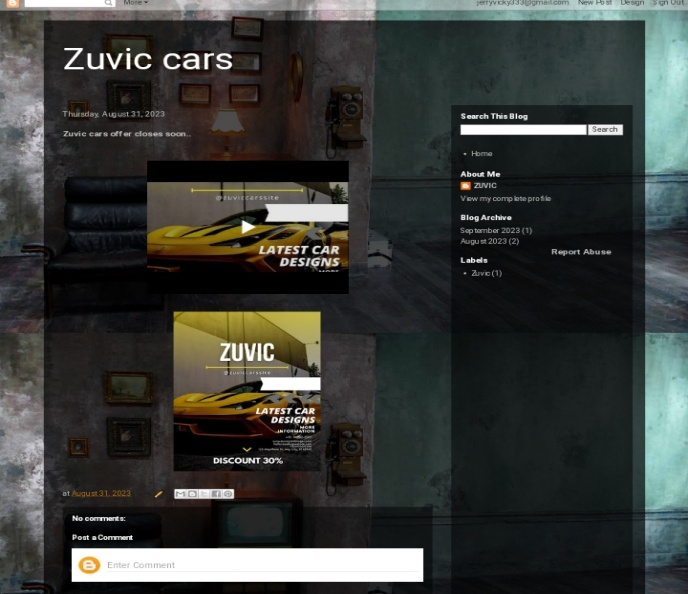 More
jerryvicky333@gmail.com New Post Design Sign Out
Zuvic cars
Thursday, August 31, 2023
Zuvic cars offer closes soon..
@zuviccarssite
LATEST CAR
DESIGNS
MORE
ZUVIC
@zuviccarssite
LATEST CAR
DESIGNS
MORE
INFORMATION
DISCOUNT 30%
at August 31, 2023
No comments:
Post a Comment
Enter Comment
Search This Blog
Search
Home
About Me
ZUVIC
View my complete profile
Blog Archive
September 2023 (1)
August 2023 (2)
Report Abuse
Labels
Zuvic (1)